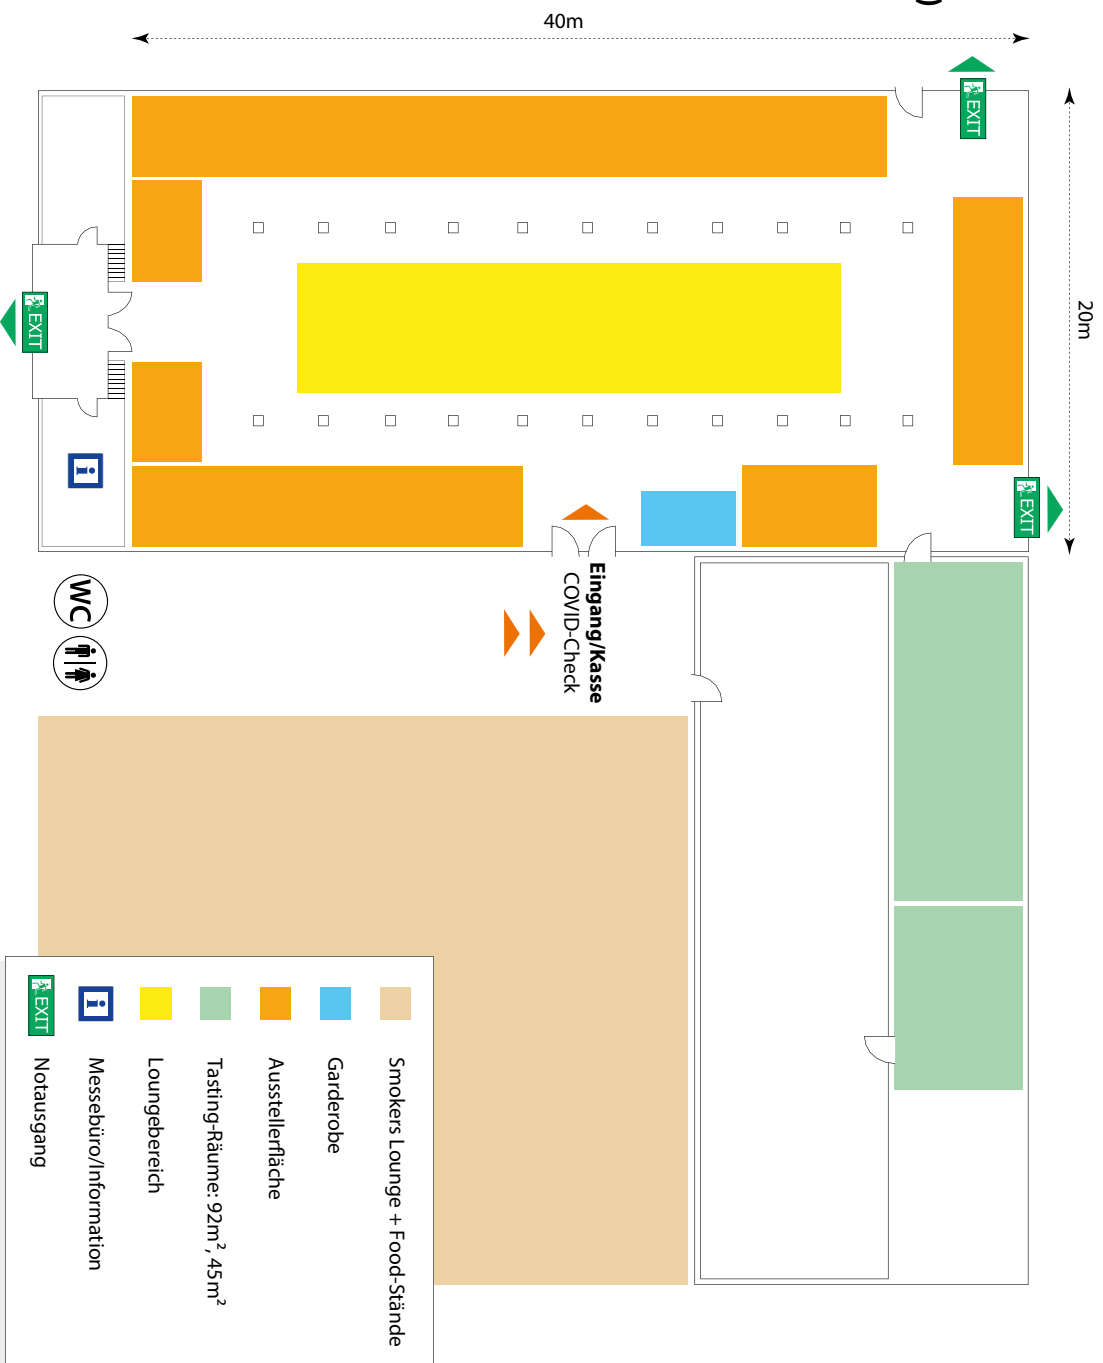 40m
20m
EXIT
EXIT
EXIT
Eingang/Kasse
COVID-Check
WC
Smokers Lounge + Food-Stände
Garderobe
Ausstellerfläche
Tasting-Räume: 92m², 45m²
Loungebereich
Messebüro/Information
EXIT
Notausgang